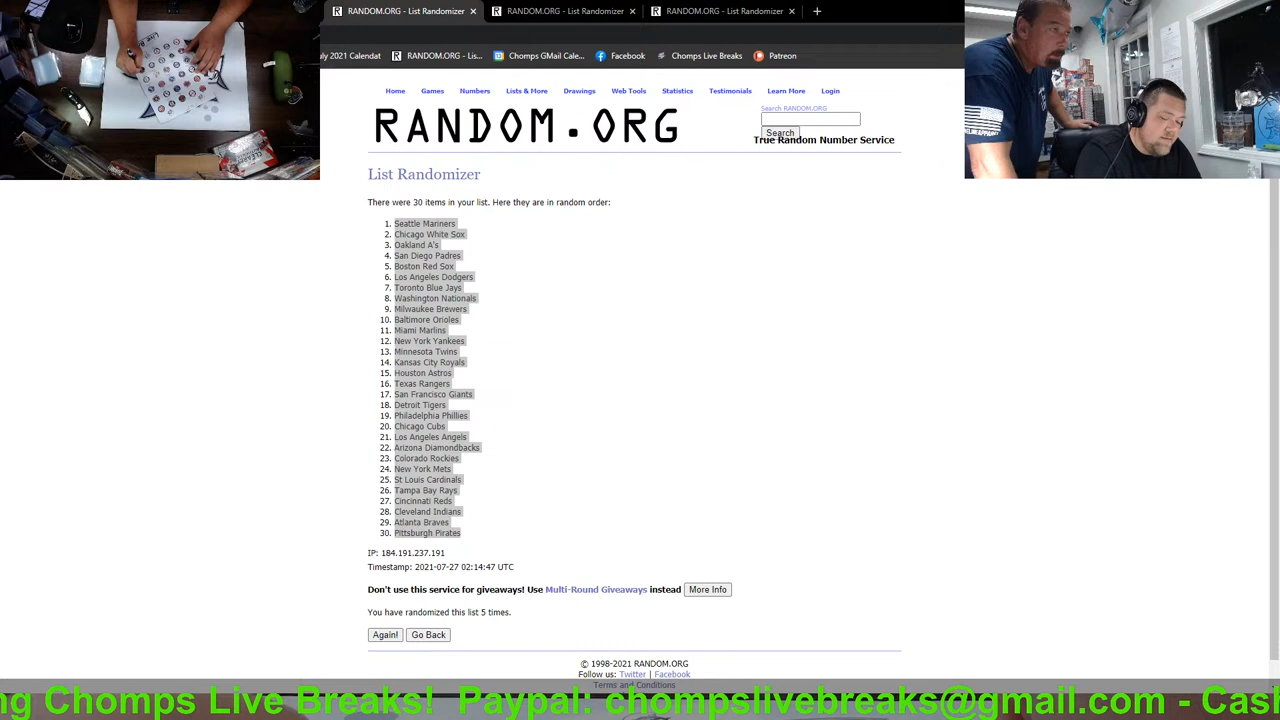 RANDOM.ORG - List Randomizer
RANDOM.ORG - List Randomizer
RANDOM.ORG - List Randomizer
ly 2021 Calendat RANDOM.ORG - Lis... Chomps GMail Cale... Facebook Chomps Live Breaks Patreon
Home Games Numbers Lists & More Drawings Web Tools Statistics Testimonials Learn More Login
Search RANDOM.ORG
RANDOM.ORG
Search
True Random Number Service
List Randomizer
There were 30 items in your list. Here they are in random order:
1. Seattle Mariners
2. Chicago White Sox
3. Oakland A's
4. San Diego Padres
5. Boston Red Sox
6. Los Angeles Dodgers
7. Toronto Blue Jays
8. Washington Nationals
9. Milwaukee Brewers
10. Baltimore Orioles
11. Miami Marlins
12. New York Yankees
13. Minnesota Twins
14. Kansas City Royals
15. Houston Astros
16. Texas Rangers
17. San Francisco Giants
18. Detroit Tigers
19. Philadelphia Phillies
20. Chicago Cubs
21. Los Angeles Angels
22. Arizona Diamondbacks
23. Colorado Rockies
24. New York Mets
25. St Louis Cardinals
26. Tampa Bay Rays
27. Cincinnati Reds
28. Cleveland Indians
29. Atlanta Braves
30. Pittsburgh Pirates
IP: 184.191.237.191
Timestamp: 2021-07-27 02:14:47 UTC
Don't use this service for giveaways! Use Multi-Round Giveaways instead More Info
You have randomized this list 5 times.
Again! Go Back
© 1998-2021 RANDOM.ORG
Follow us: Twitter | Facebook
Terms and Conditions
ng Chomps Live Breaks! Paypal: chompslivebreaks@gmail.com - Cas